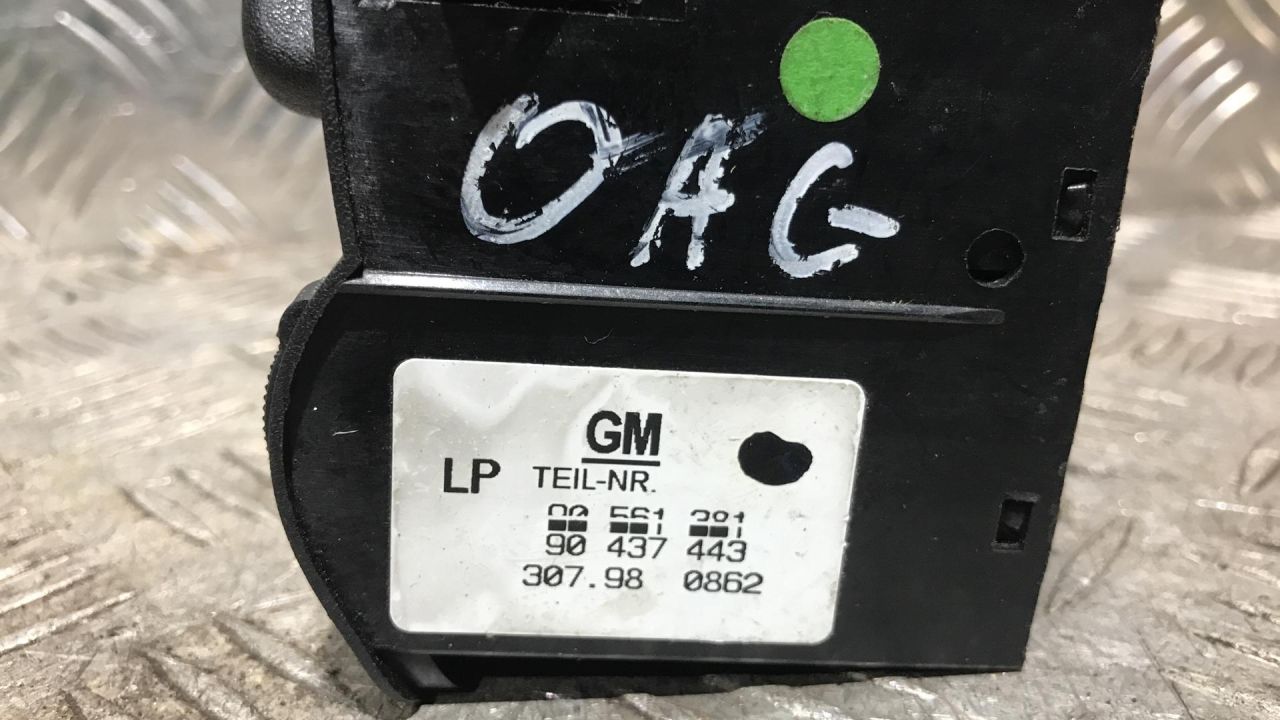 OAG
GM
LP TEIL-NR.
90 437 443
307.98 0862